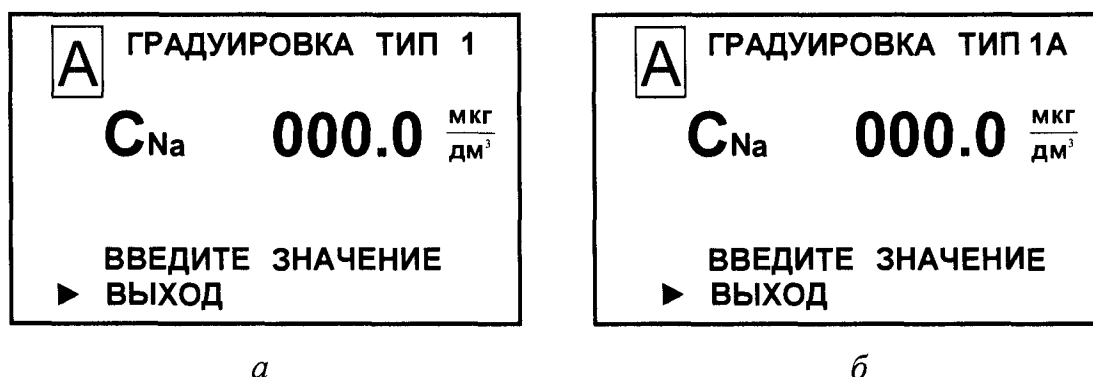 А ГРАДУИРОВКА ТИП 1
CNa 000.0 мкг/дм³
ВВЕДИТЕ ЗНАЧЕНИЕ
► ВЫХОД
а
А ГРАДУИРОВКА ТИП 1А
CNa 000.0 мкг/дм³
ВВЕДИТЕ ЗНАЧЕНИЕ
► ВЫХОД
б